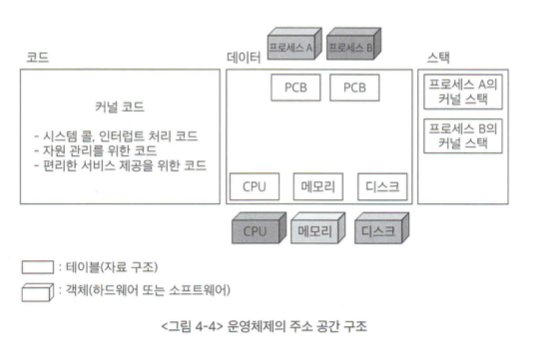 코드
데이터
프로세스 A
프로세스 B
스택
커널 코드
- 시스템 콜, 인터럽트 처리 코드
- 자원 관리를 위한 코드
- 편리한 서비스 제공을 위한 코드
PCB
PCB
CPU
메모리
디스크
프로세스 A의
커널 스택
프로세스 B의
커널 스택
CPU
메모리
디스크
: 테이블(자료 구조)
: 객체(하드웨어 또는 소프트웨어)
<그림 4-4> 운영체제의 주소 공간 구조